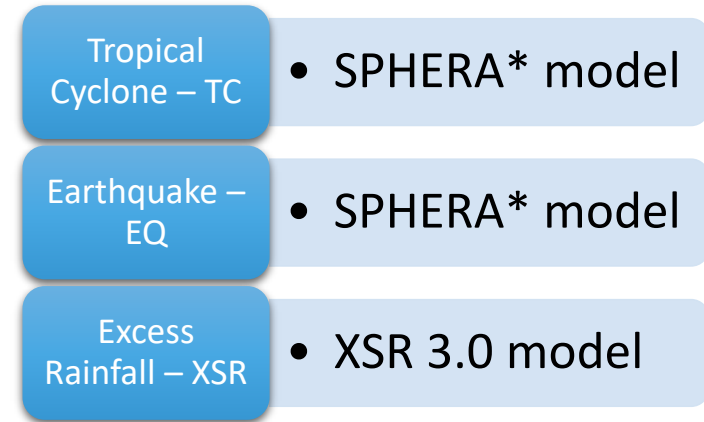 Tropical
Cyclone – TC
• SPHERA* model
Earthquake –
EQ
• SPHERA* model
Excess
Rainfall – XSR
• XSR 3.0 model